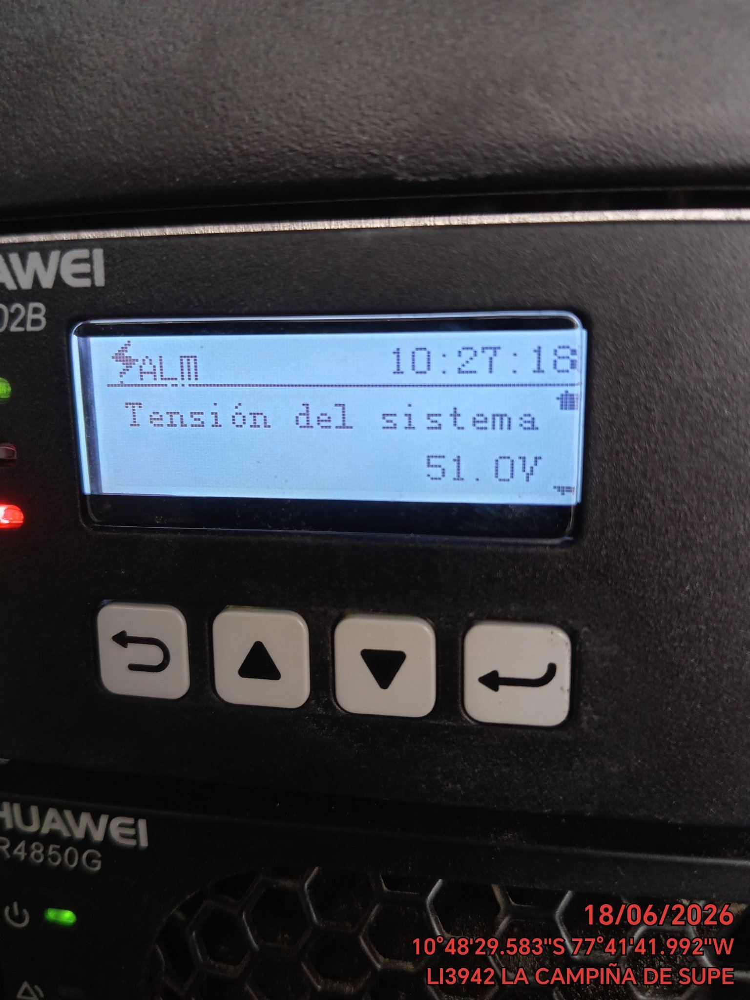 AWEI
02B
ALM 10:27:18
Tensión del sistema
51.0V
HUAWEI
R4850G
18/06/2026
10°48'29.583"S 77°41'41.992"W
LI3942 LA CAMPIÑA DE SUPE